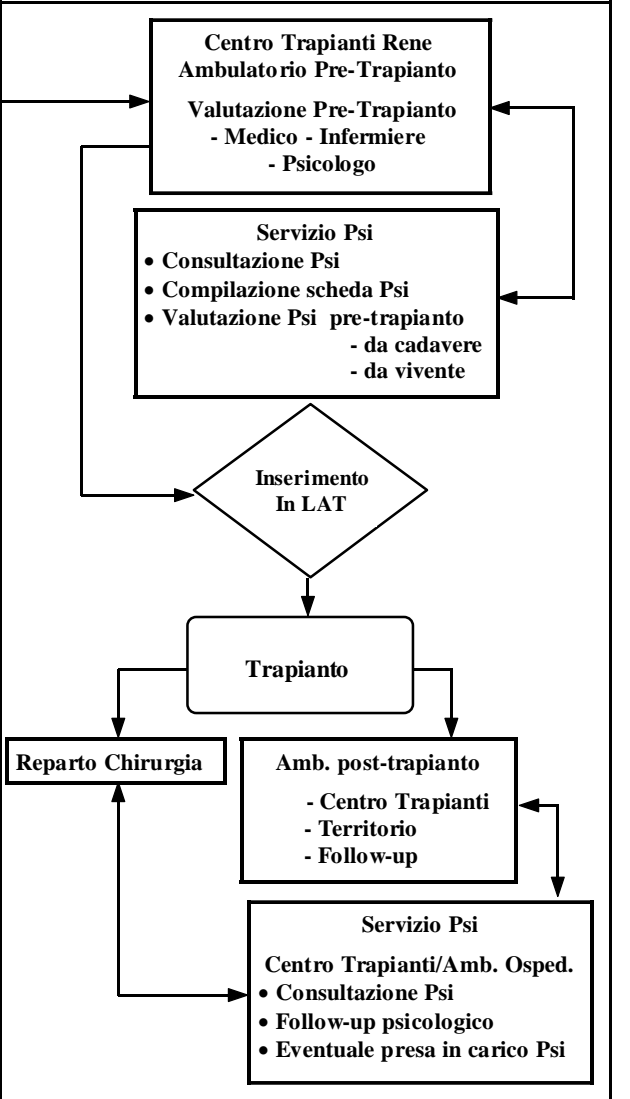 Centro Trapianti Rene
Ambulatorio Pre-Trapianto
Valutazione Pre-Trapianto
- Medico - Infermiere
- Psicologo
Servizio Psi
• Consultazione Psi
• Compilazione scheda Psi
• Valutazione Psi pre-trapianto
- da cadavere
- da vivente
Inserimento
In LAT
Trapianto
Reparto Chirurgia
Amb. post-trapianto
- Centro Trapianti
- Territorio
- Follow-up
Servizio Psi
Centro Trapianti/Amb. Osped.
• Consultazione Psi
• Follow-up psicologico
• Eventuale presa in carico Psi